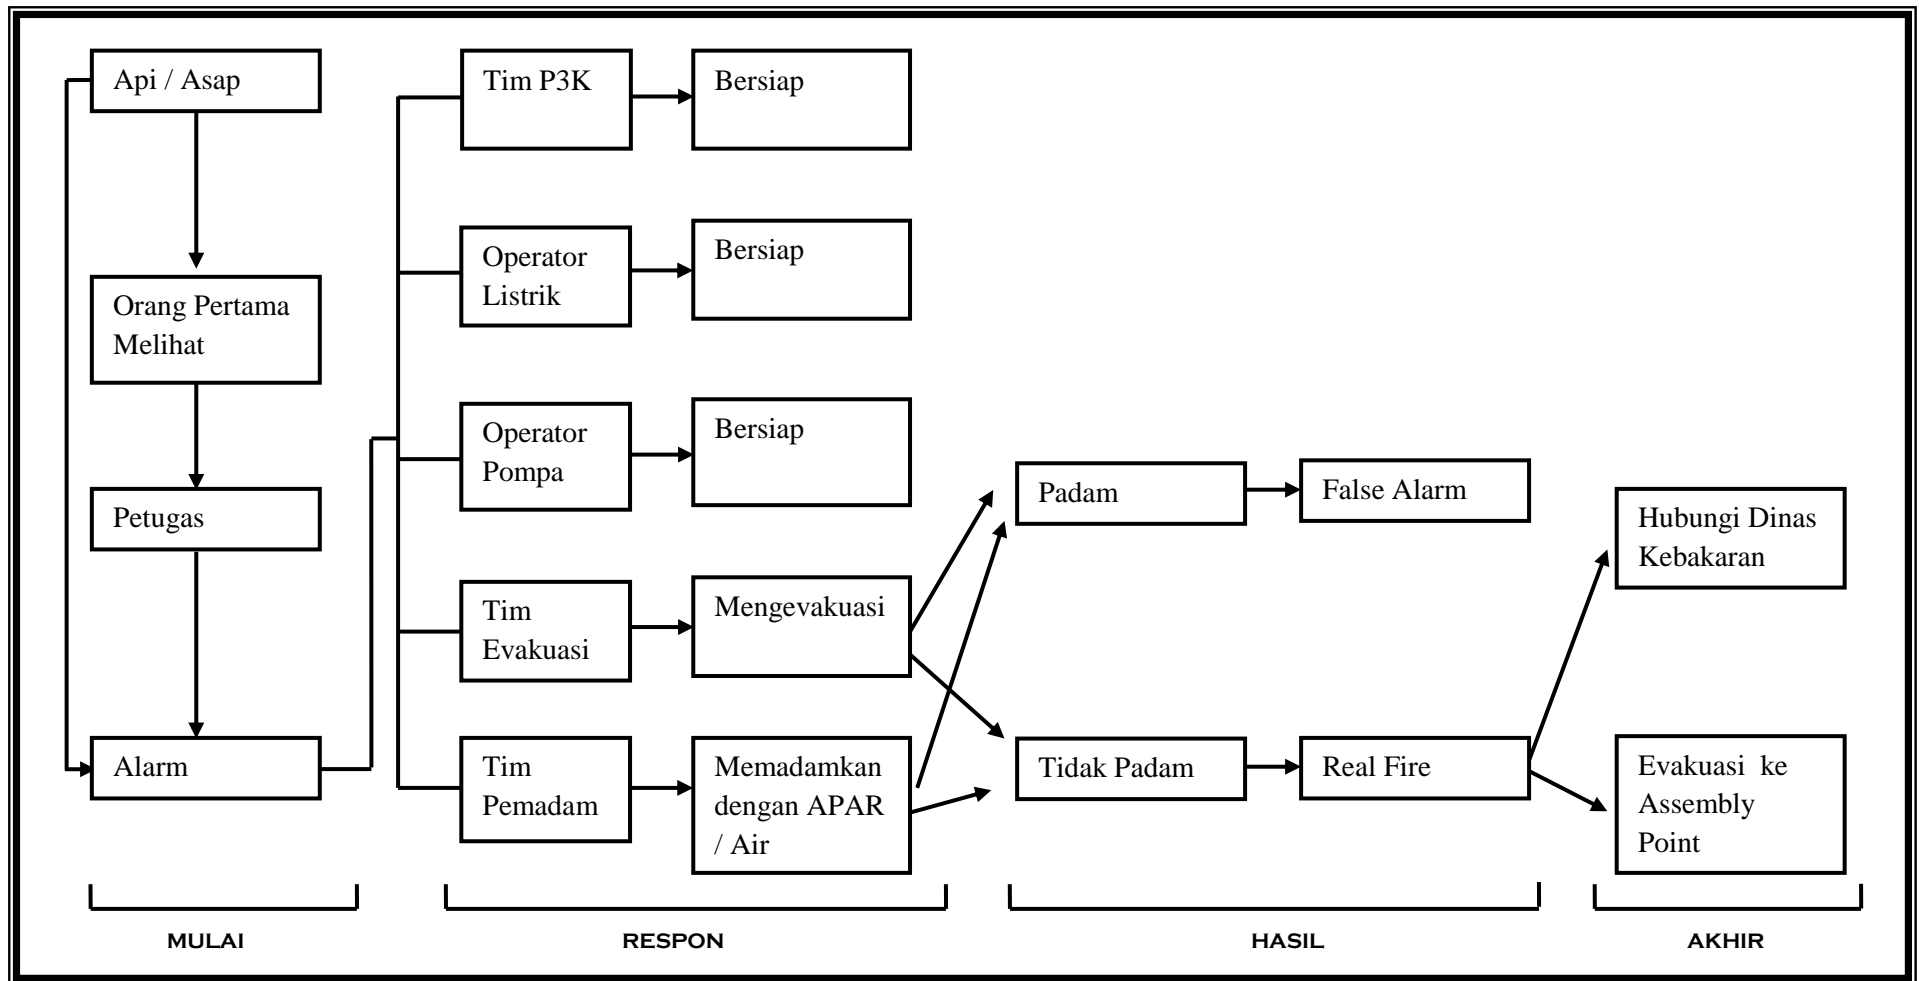 Api / Asap
Orang Pertama
Melihat
Petugas
Alarm
Tim P3K
Bersiap
Operator
Listrik
Bersiap
Operator
Pompa
Bersiap
Tim
Evakuasi
Mengevakuasi
Tim
Pemadam
Memadamkan
dengan APAR
/ Air
Padam
False Alarm
Tidak Padam
Real Fire
Hubungi Dinas
Kebakaran
Evakuasi ke
Assembly
Point
MULAI
RESPON
HASIL
AKHIR